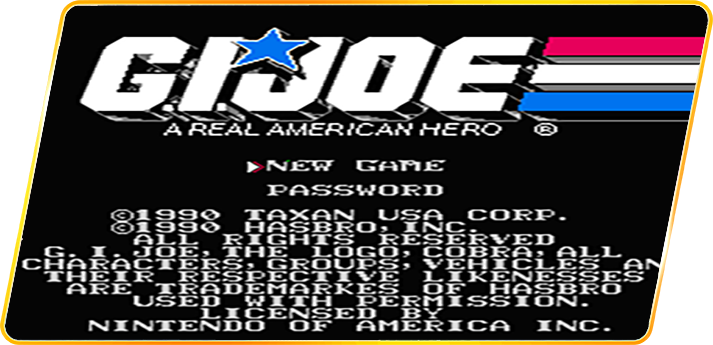 G.I. JOE
A REAL AMERICAN HERO ®
NEW GAME
PASSWORD
©1990 TAXAN USA CORP.
©1990 HASBRO, INC.
ALL RIGHTS RESERVED
G. I. JOE, THE LOGO, COBRA, ALL
CHARACTERS, GROUPS, VEHICLES AN
THEIR RESPECTIVE LIKENESSES
ARE TRADEMARKES OF HASBRO
USED WITH PERMISSION.
LICENSED BY
NINTENDO OF AMERICA INC.